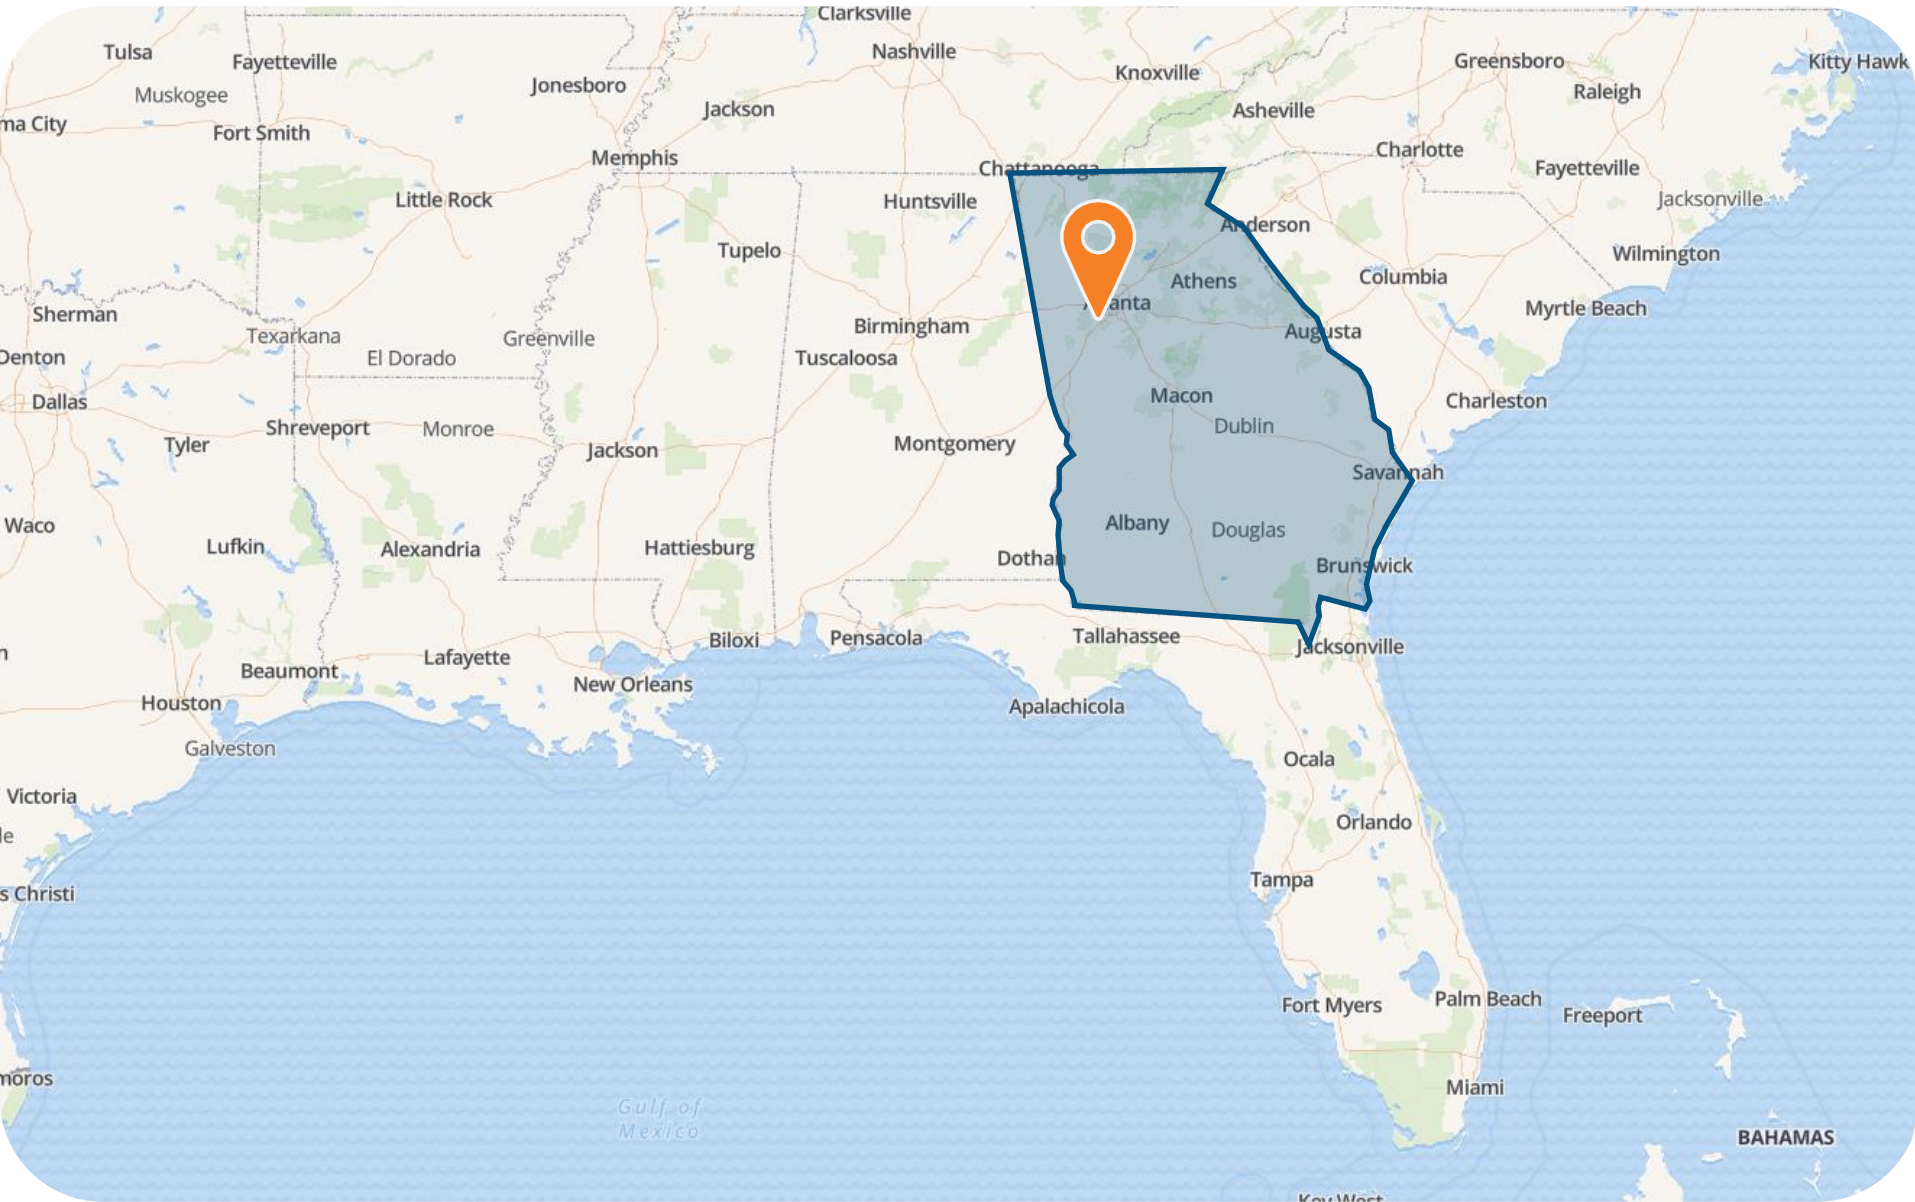 Clarksville
Tulsa
Fayetteville
Nashville
Greensboro
Kitty Hawk
Knoxville
Jonesboro
Muskogee
Raleigh
Jackson
Asheville
ma City
Fort Smith
Charlotte
Memphis
Chattanooga
Fayetteville
Little Rock
Huntsville
Jacksonville
Anderson
Tupelo
Wilmington
Columbia
Athens
Atlanta
Myrtle Beach
Sherman
Birmingham
Augusta
Texarkana
Greenville
Denton
El Dorado
Tuscaloosa
Macon
Charleston
Dallas
Dublin
Shreveport
Monroe
Tyler
Jackson
Montgomery
Savannah
Waco
Albany
Douglas
Lufkin
Alexandria
Hattiesburg
Dothan
Brunswick
Tallahassee
Biloxi
Pensacola
Jacksonville
n
Lafayette
Beaumont
New Orleans
Houston
Apalachicola
Galveston
Ocala
Victoria
Orlando
le
Tampa
s Christi
Palm Beach
Fort Myers
Freeport
moros
Miami
Gulf of
Mexico
BAHAMAS
Key West